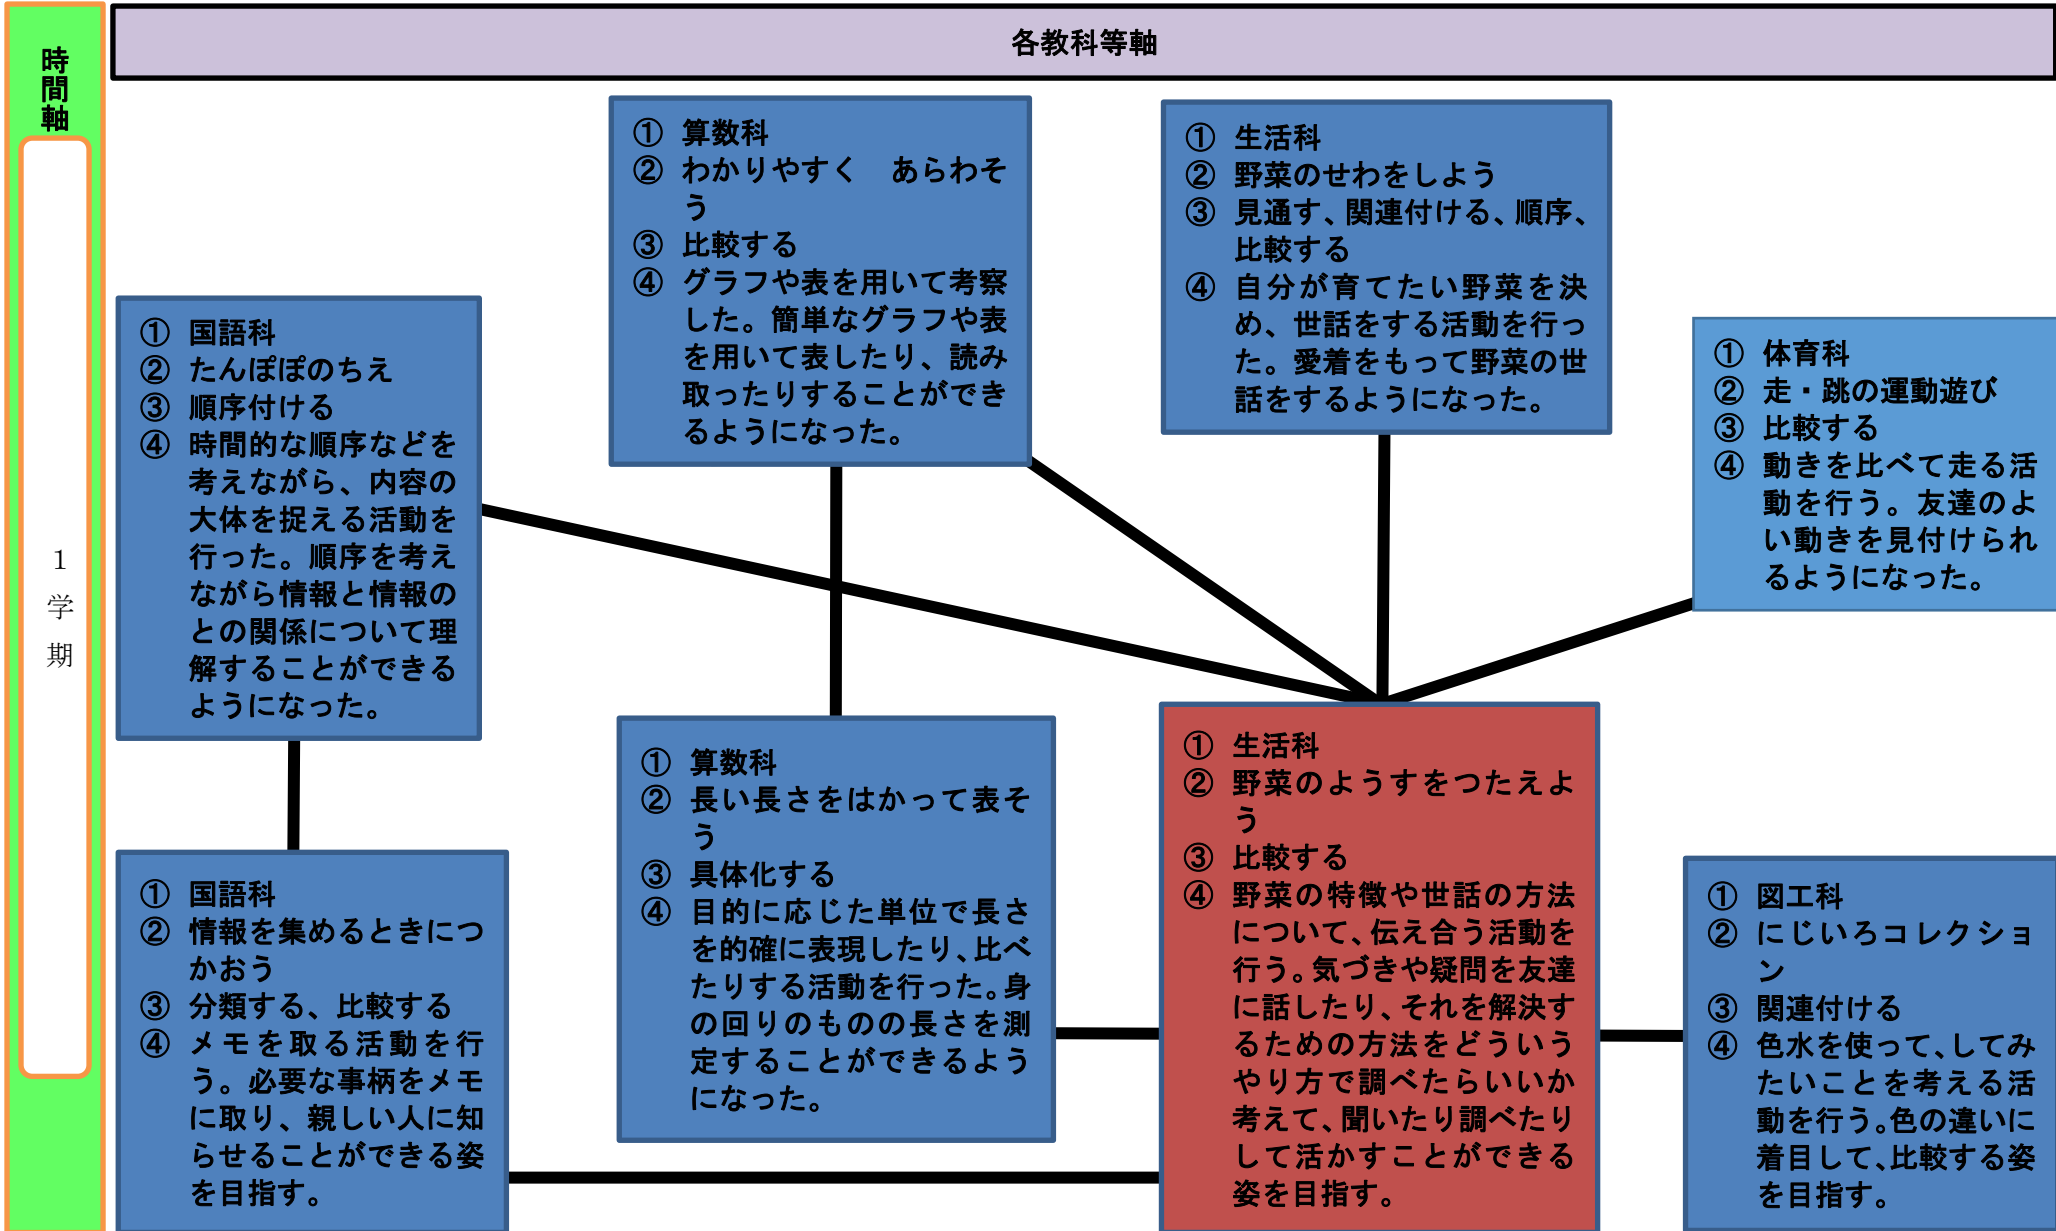 時間軸
1学期
各教科等軸
① 算数科
② わかりやすく　あらわそ
う
③ 比較する
④ グラフや表を用いて考察
した。簡単なグラフや表
を用いて表したり、読み
取ったりすることができ
るようになった。
① 生活科
② 野菜のせわをしよう
③ 見通す、関連付ける、順序、
比較する
④ 自分が育てたい野菜を決
め、世話をする活動を行っ
た。愛着をもって野菜の世
話をするようになった。
① 国語科
② たんぽぽのちえ
③ 順序付ける
④ 時間的な順序などを
考えながら、内容の
大体を捉える活動を
行った。順序を考え
ながら情報と情報の
との関係について理
解することができる
ようになった。
① 体育科
② 走・跳の運動遊び
③ 比較する
④ 動きを比べて走る活
動を行う。友達のよ
い動きを見付けられ
るようになった。
① 国語科
② 情報を集めるときにつ
かおう
③ 分類する、比較する
④ メモを取る活動を行
う。必要な事柄をメモ
に取り、親しい人に知
らせることができる姿
を目指す。
① 算数科
② 長い長さをはかって表そ
う
③ 具体化する
④ 目的に応じた単位で長さ
を的確に表現したり、比べ
たりする活動を行った。身
の回りのものの長さを測
定することができるよう
になった。
① 生活科
② 野菜のようすをつたえよ
う
③ 比較する
④ 野菜の特徴や世話の方法
について、伝え合う活動を
行う。気づきや疑問を友達
に話したり、それを解決す
るための方法をどういう
やり方で調べたらいいか
考えて、聞いたり調べたり
して活かすことができる
姿を目指す。
① 図工科
② にじいろコレクショ
ン
③ 関連付ける
④ 色水を使って、してみ
たいことを考える活
動を行う。色の違いに
着目して、比較する姿
を目指す。